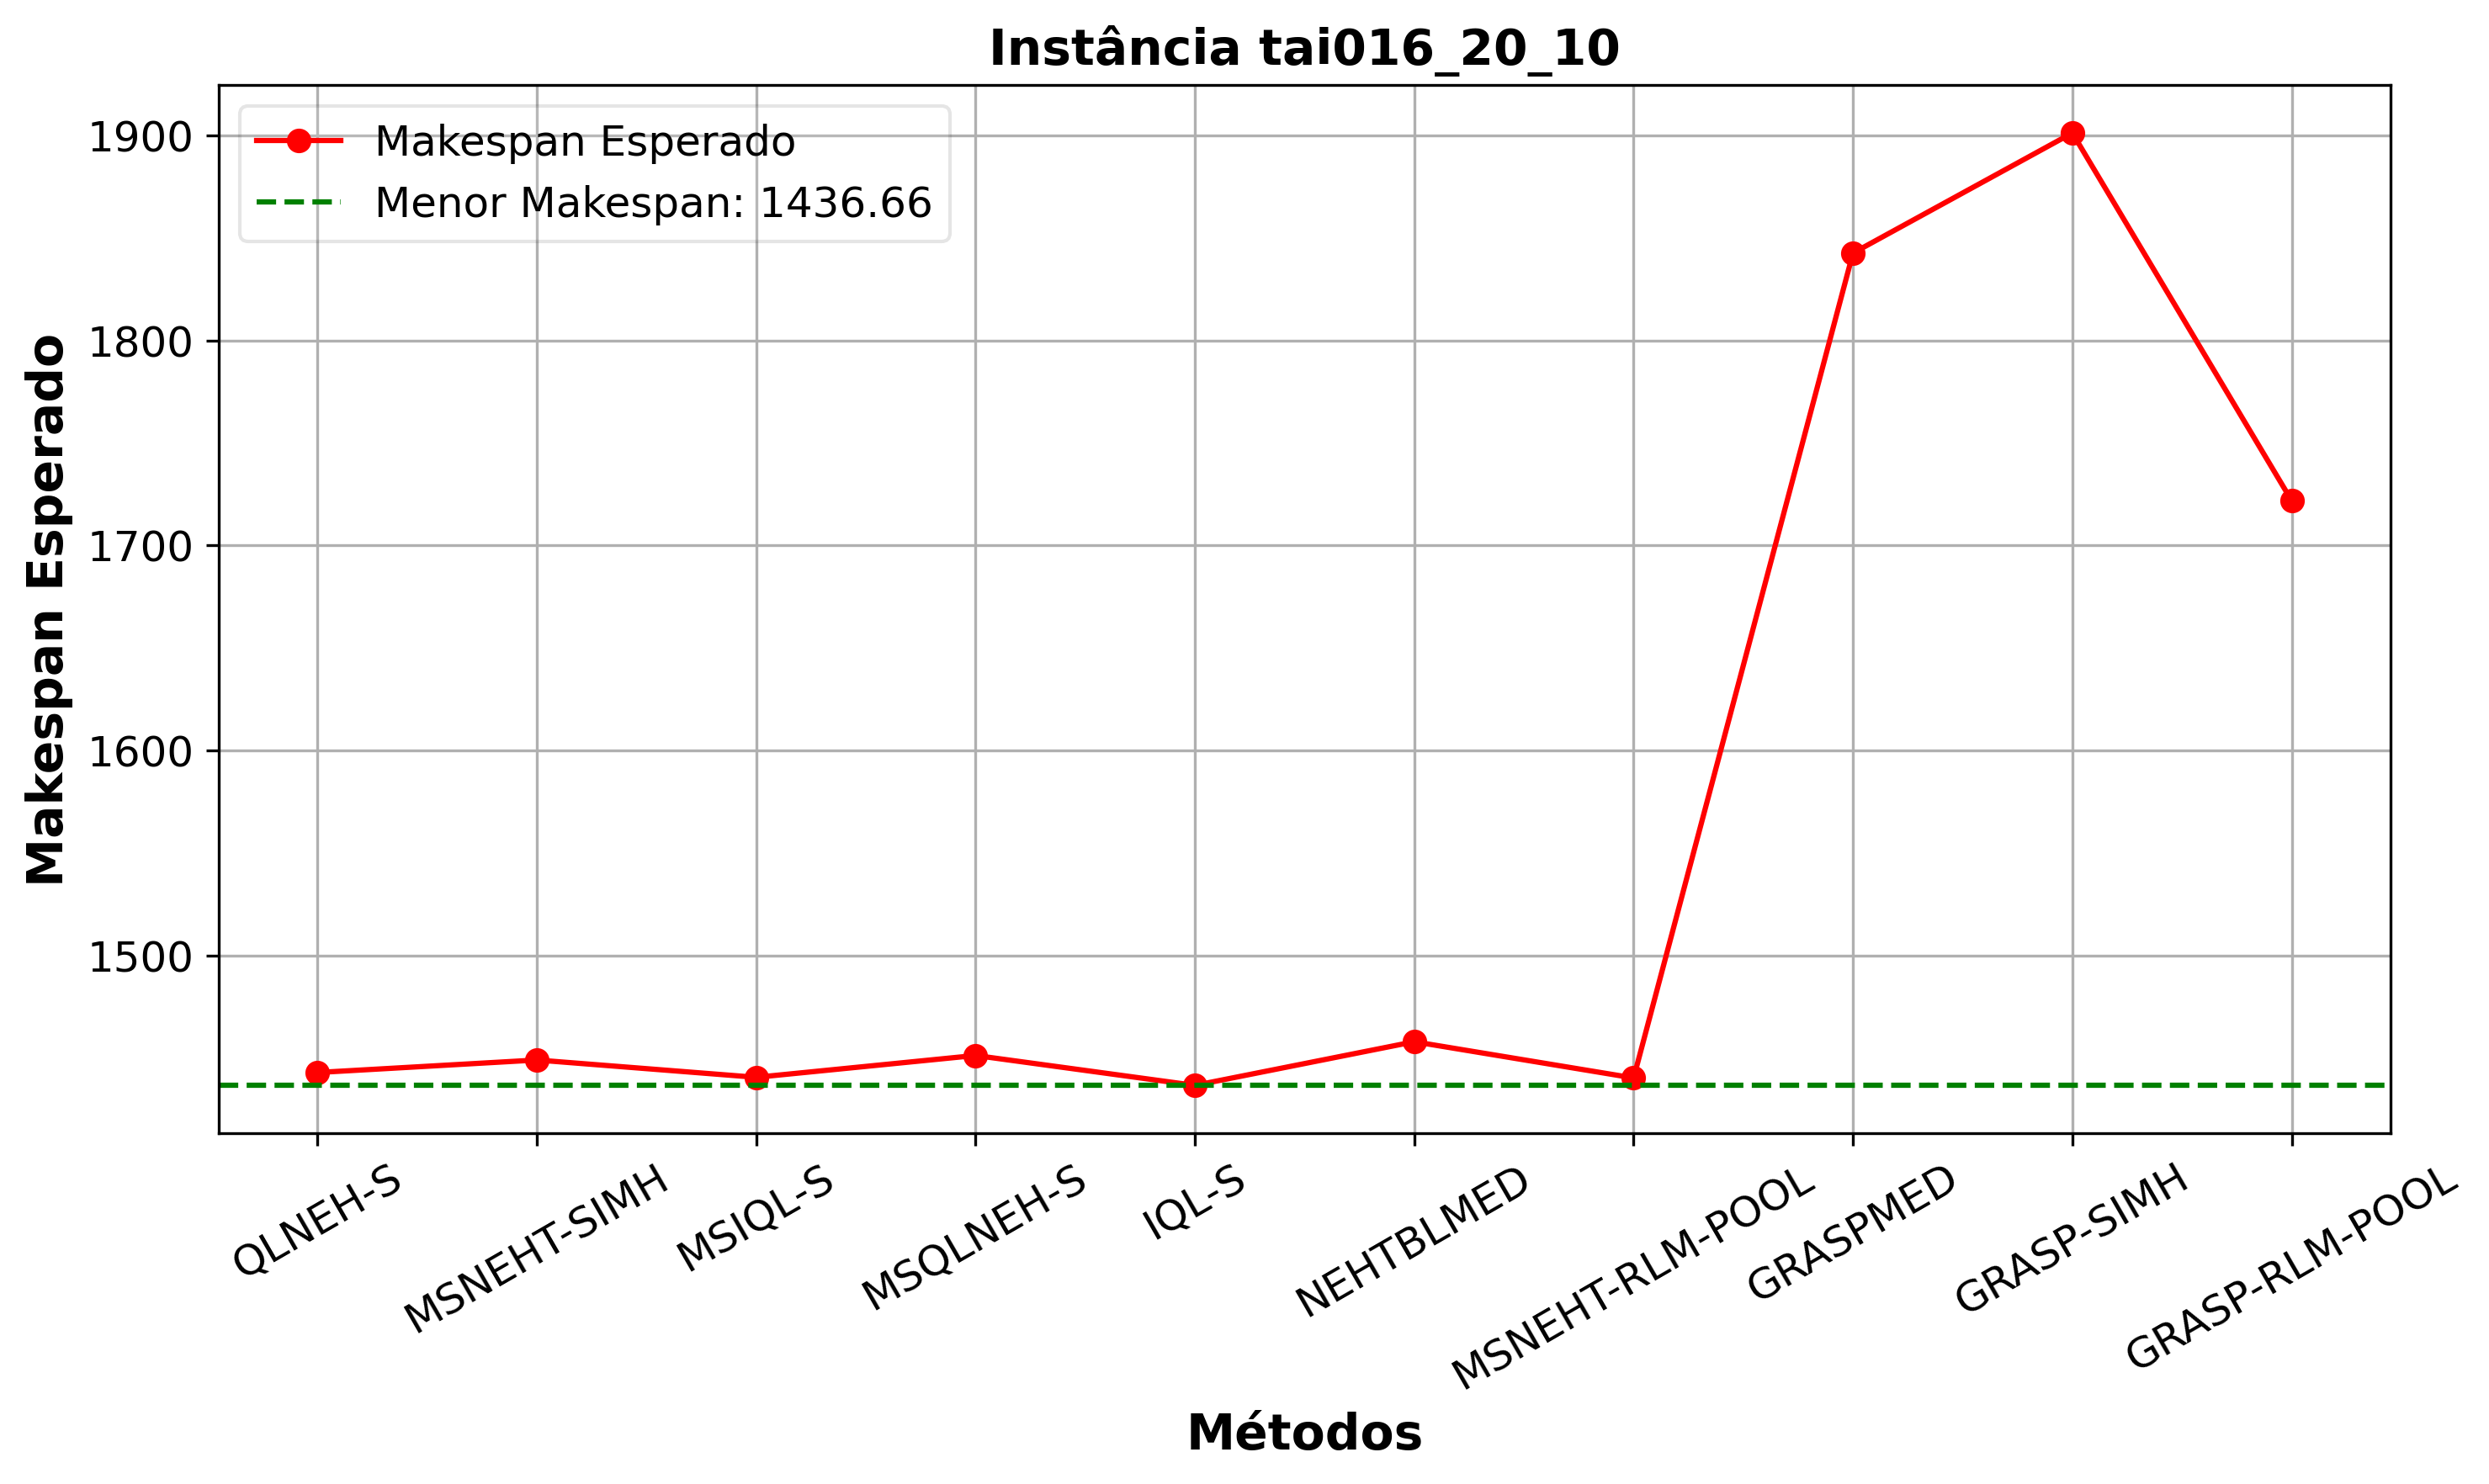 Instância tai016_20_10
Makespan Esperado
Menor Makespan: 1436.66
Makespan Esperado
1900
1800
1700
1600
1500
QLNEH-S
MSNEHT-SIMH
MSIQL-S
MSQLNEH-S
IQL-S
NEHTBLMED
MSNEHT-RLM-POOL
GRASPMED
GRASP-SIMH
GRASP-RLM-POOL
Métodos